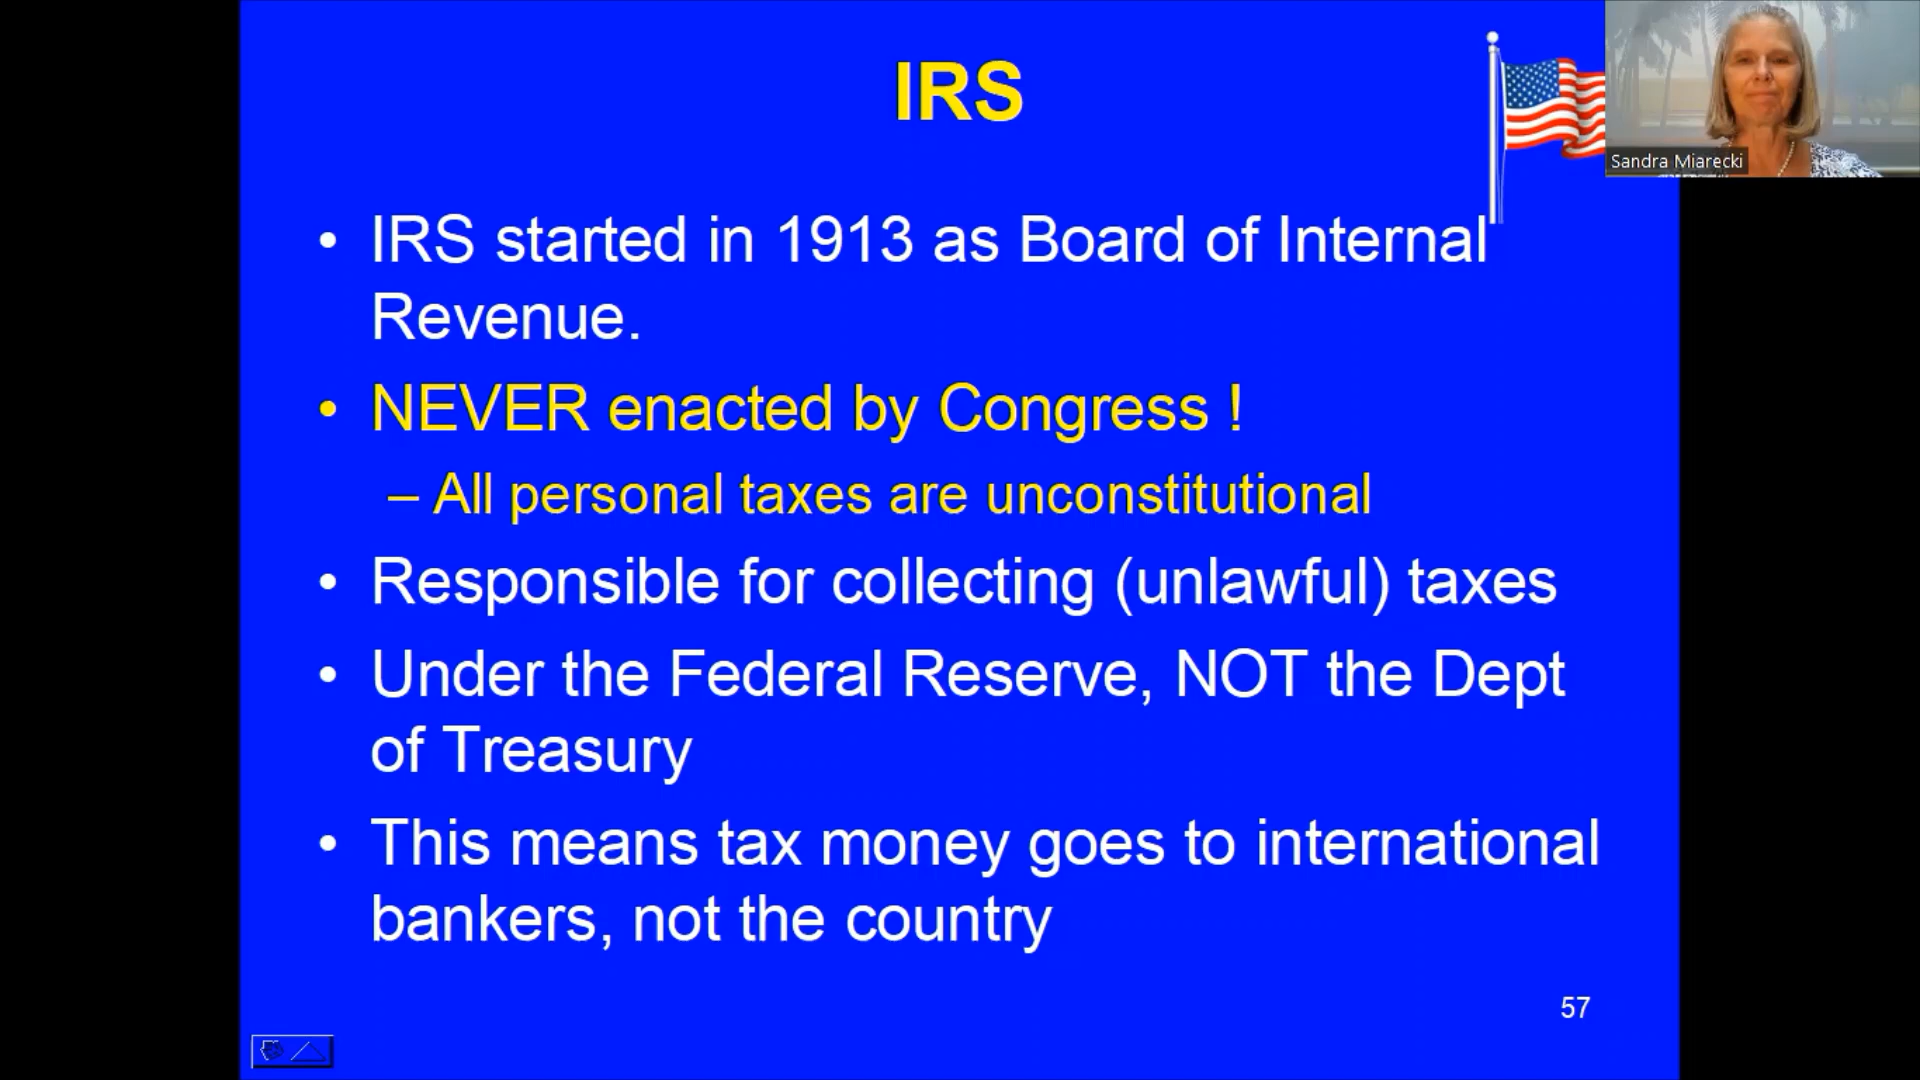 IRS
Sandra Miarecki
• IRS started in 1913 as Board of Internal
Revenue.
• NEVER enacted by Congress !
– All personal taxes are unconstitutional
• Responsible for collecting (unlawful) taxes
• Under the Federal Reserve, NOT the Dept
of Treasury
• This means tax money goes to international
bankers, not the country
57